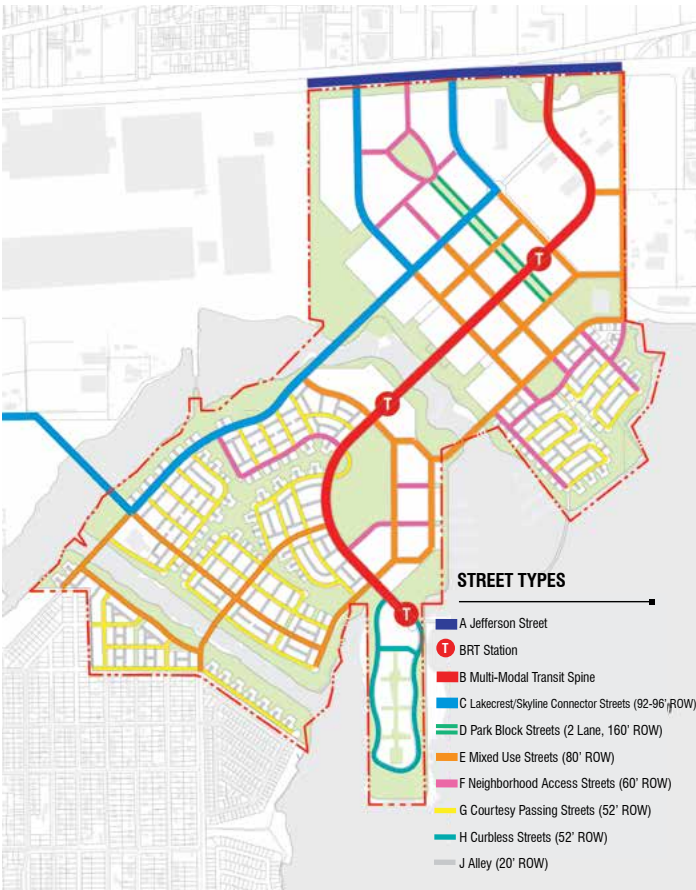 T
T
T
STREET TYPES
A Jefferson Street
T BRT Station
B Multi-Modal Transit Spine
C Lakecrest/Skyline Connector Streets (92-96' ROW)
D Park Block Streets (2 Lane, 160' ROW)
E Mixed Use Streets (80' ROW)
F Neighborhood Access Streets (60' ROW)
G Courtesy Passing Streets (52' ROW)
H Curbless Streets (52' ROW)
J Alley (20' ROW)